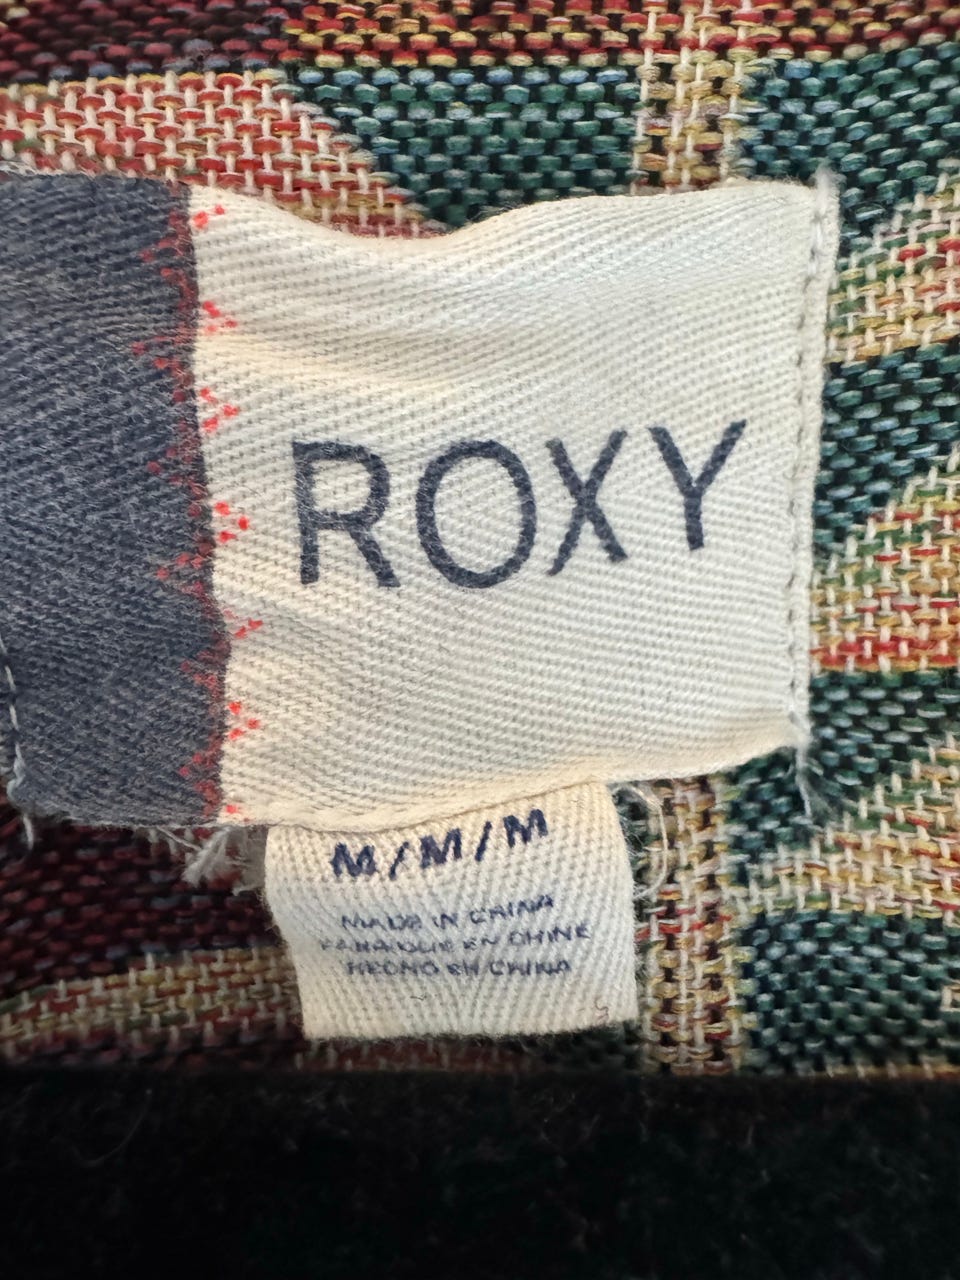 ROXY
M/M/M
MADE IN CHINA
FABRIQUE EN CHINE
HECHO EN CHINA